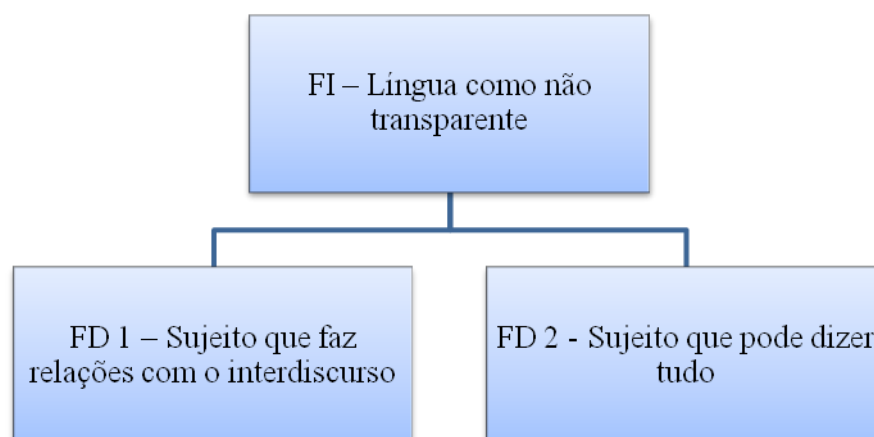 FI – Língua como não
transparente
FD 1 – Sujeito que faz
relações com o interdiscurso
FD 2 - Sujeito que pode dizer
tudo